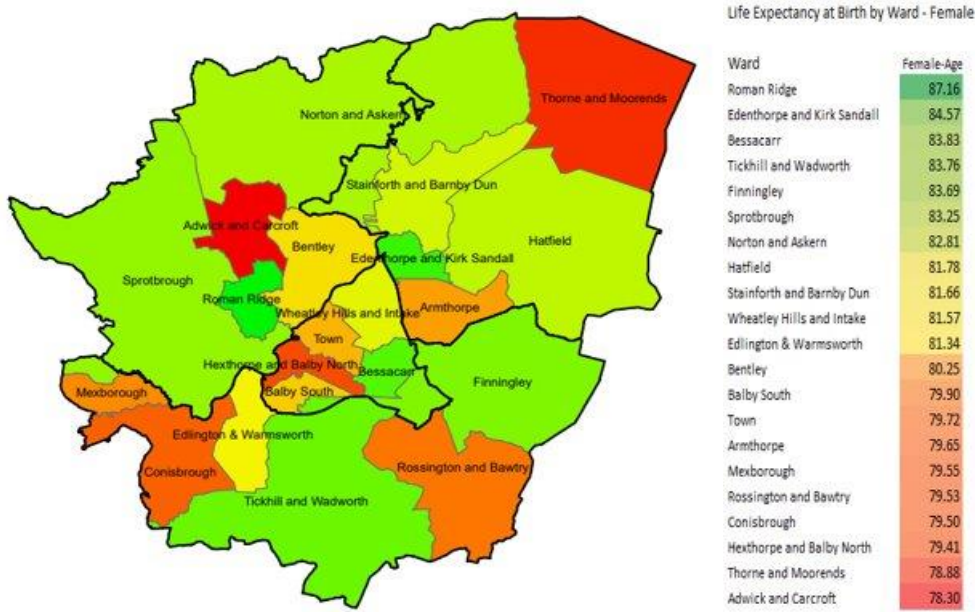 Life Expectancy at Birth by Ward - Female
Ward Female-Age
Roman Ridge 87.16
Edenthorpe and Kirk Sandall 84.57
Bessacarr 83.83
Tickhill and Wadworth 83.76
Finningley 83.69
Sprotbrough 83.25
Norton and Askern 82.81
Hatfield 81.78
Stainforth and Barnby Dun 81.66
Wheatley Hills and Intake 81.57
Edlington & Warmsworth 81.34
Bentley 80.25
Balby South 79.90
Town 79.72
Armthorpe 79.65
Mexborough 79.55
Rossington and Bawtry 79.53
Conisbrough 79.50
Hexthorpe and Balby North 79.41
Thorne and Moorends 78.88
Adwick and Carcroft 78.30
Thorne and Moorends
Norton and Askern
Stainforth and Barnby Dun
Adwick and Carcroft
Bentley
Hatfield
Edenthorpe and Kirk Sandall
Sprotbrough
Roman Ridge
Armthorpe
Wheatley Hills and Intake
Town
Hexthorpe and Balby North
Bessacarr
Finningley
Mexborough
Balby South
Edlington & Warmsworth
Conisbrough
Rossington and Bawtry
Tickhill and Wadworth